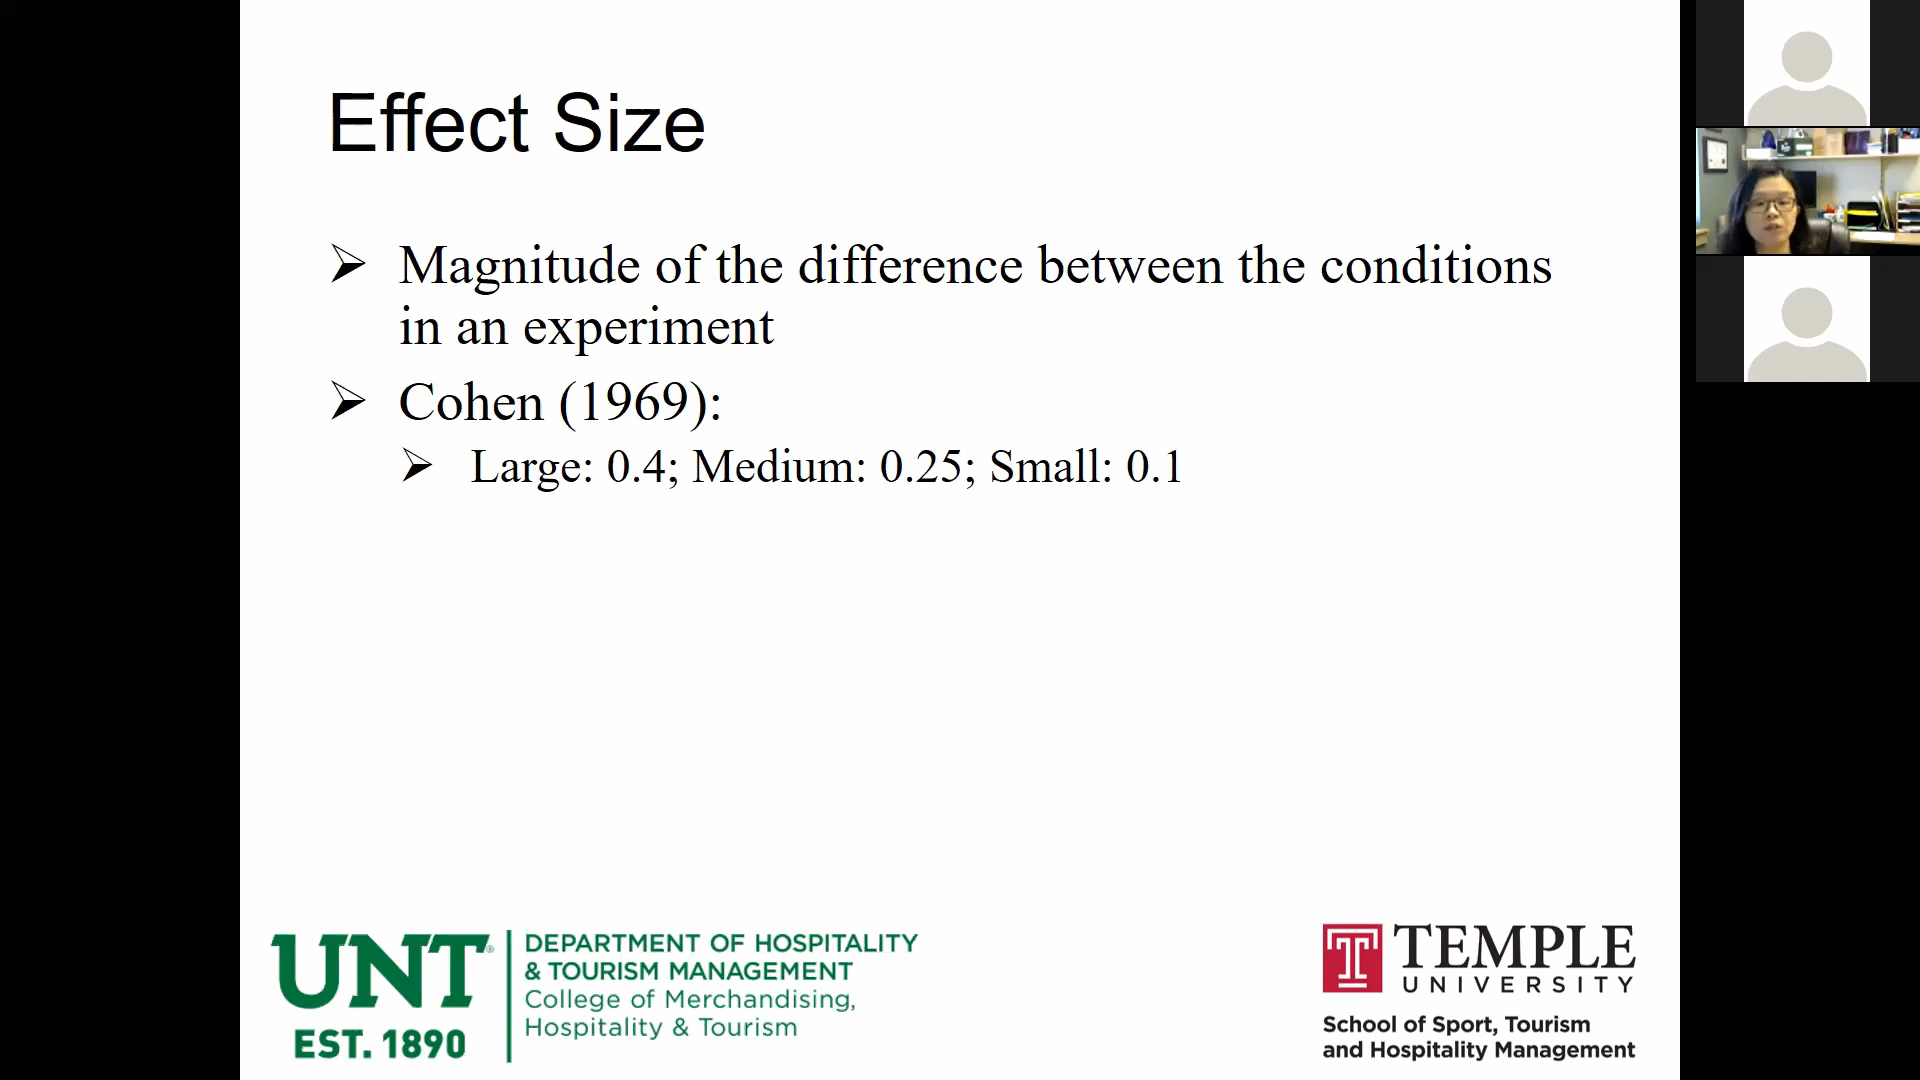 Effect Size
Magnitude of the difference between the conditions
in an experiment
Cohen (1969):
Large: 0.4; Medium: 0.25; Small: 0.1
UNT
EST. 1890
DEPARTMENT OF HOSPITALITY
& TOURISM MANAGEMENT
College of Merchandising,
Hospitality & Tourism
TEMPLE
UNIVERSITY
School of Sport, Tourism
and Hospitality Management